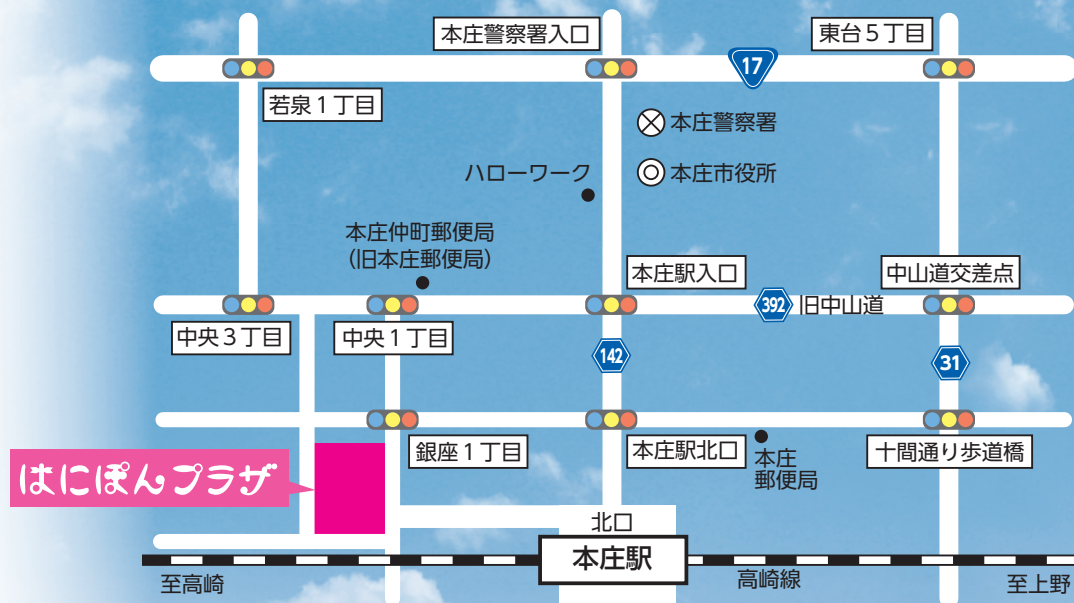 本庄警察署入口
東台5丁目
17
若泉1丁目
本庄警察署
ハローワーク
本庄市役所
本庄仲町郵便局
(旧本庄郵便局)
本庄駅入口
中山道交差点
392 旧中山道
中央3丁目
中央1丁目
142
31
銀座1丁目
本庄駅北口
本庄
郵便局
十間通り歩道橋
はにぽんプラザ
北口
本庄駅
至高崎
高崎線
至上野